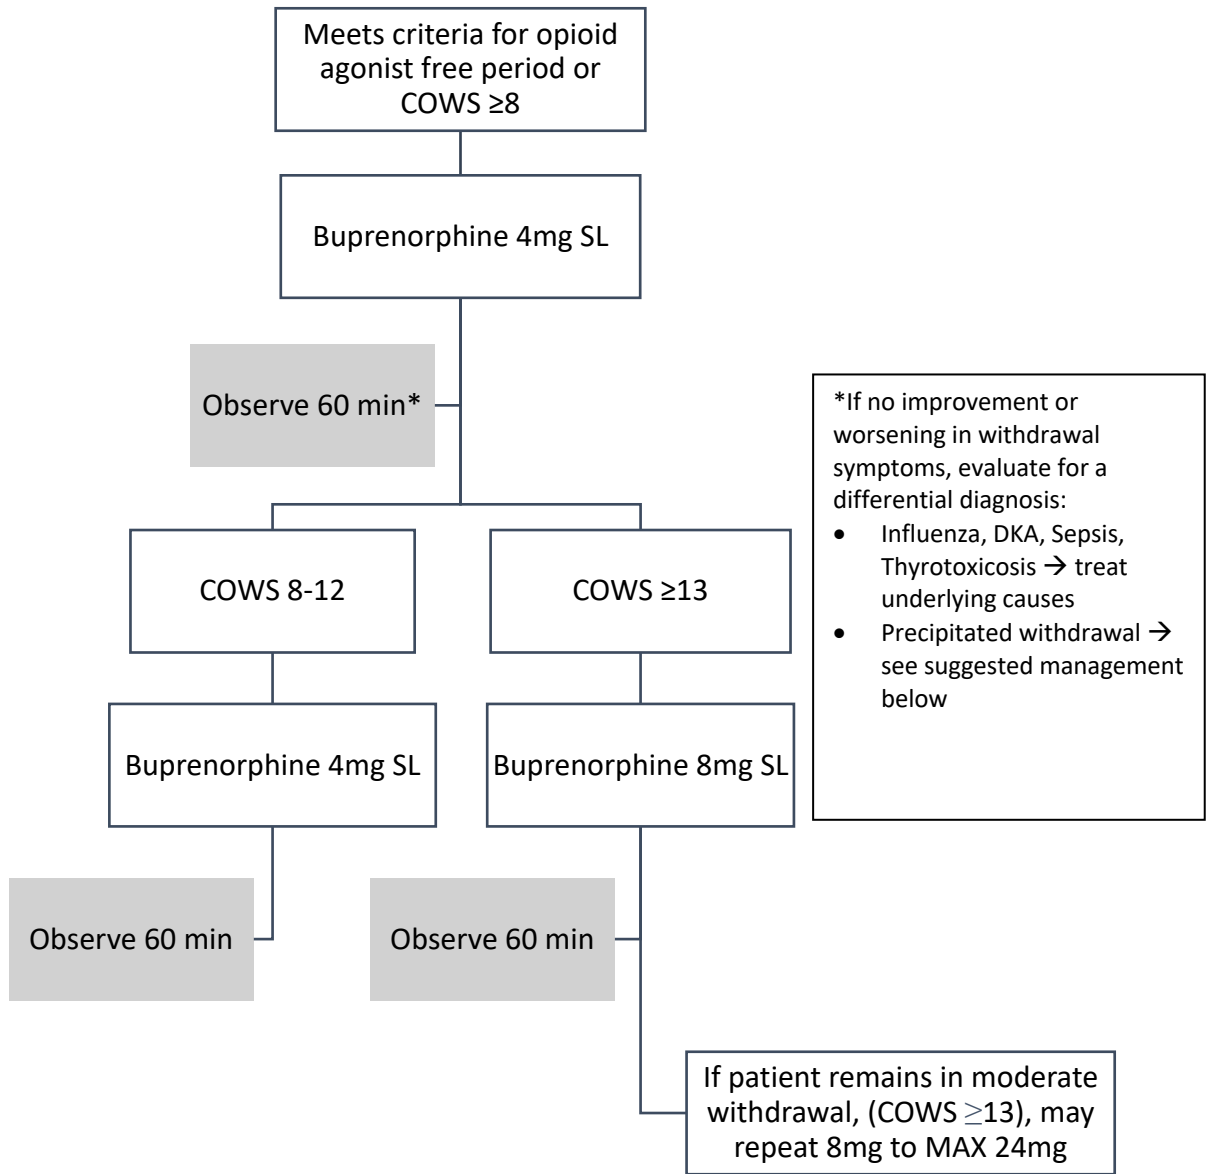 Meets criteria for opioid
agonist free period or
COWS ≥8
Buprenorphine 4mg SL
Observe 60 min*
*If no improvement or
worsening in withdrawal
symptoms, evaluate for a
differential diagnosis:
• Influenza, DKA, Sepsis,
Thyrotoxicosis → treat
underlying causes
• Precipitated withdrawal →
see suggested management
below
COWS 8-12
COWS ≥13
Buprenorphine 4mg SL
Buprenorphine 8mg SL
Observe 60 min
Observe 60 min
If patient remains in moderate
withdrawal, (COWS ≥13), may
repeat 8mg to MAX 24mg